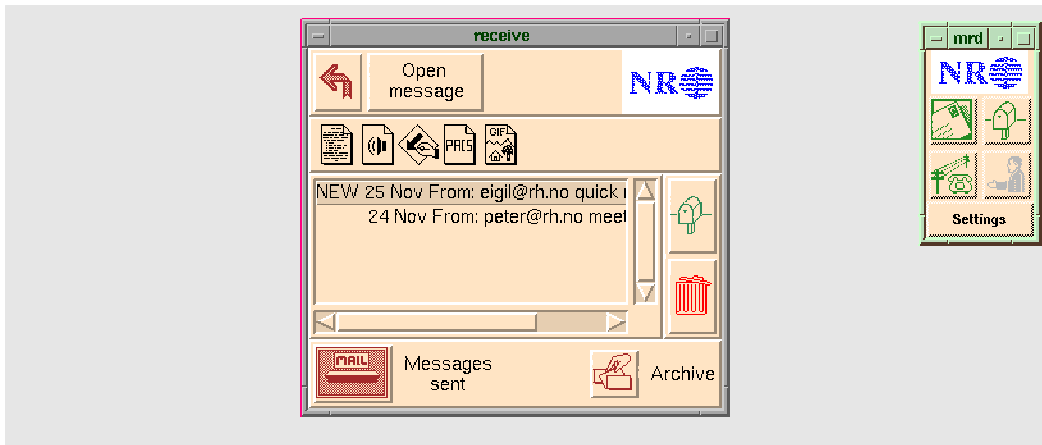 receive
Open
message
NR
PACS
GIF
NEW 25 Nov From: eigil@rh.no quick
24 Nov From: peter@rh.no meet
MAIL
Messages
sent
Archive
mrd
NR
Settings